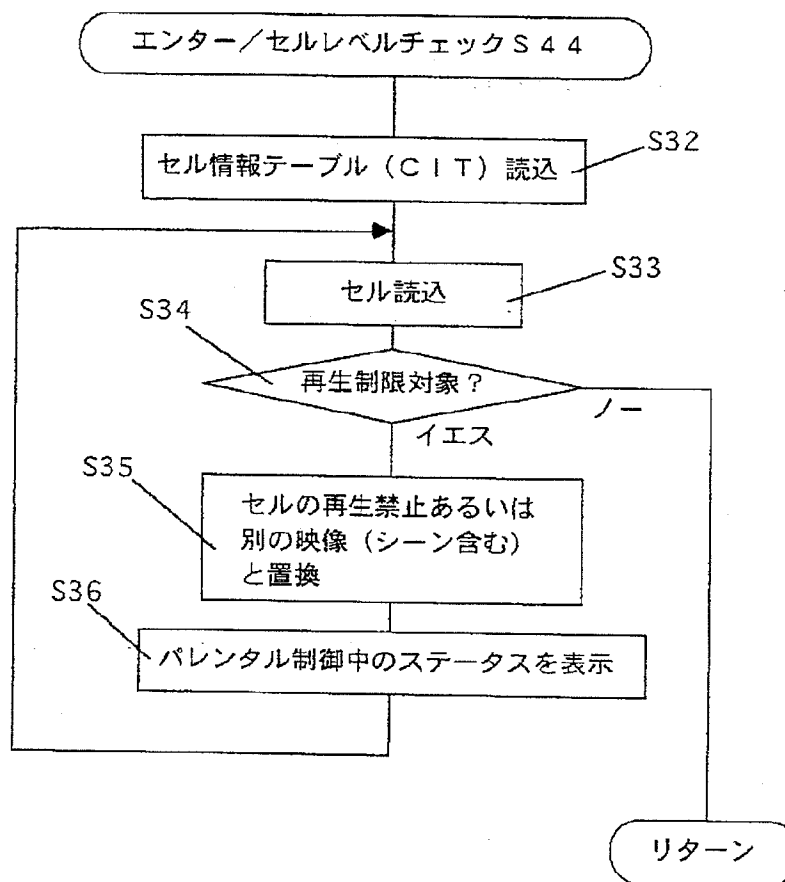 エンター／セルレベルチェックＳ４４
S32
セル情報テーブル（ＣＩＴ）読込
S33
セル読込
S34
再生制限対象？
ノー
イエス
S35
セルの再生禁止あるいは
別の映像（シーン含む）
と置換
S36
パレンタル制御中のステータスを表示
リターン